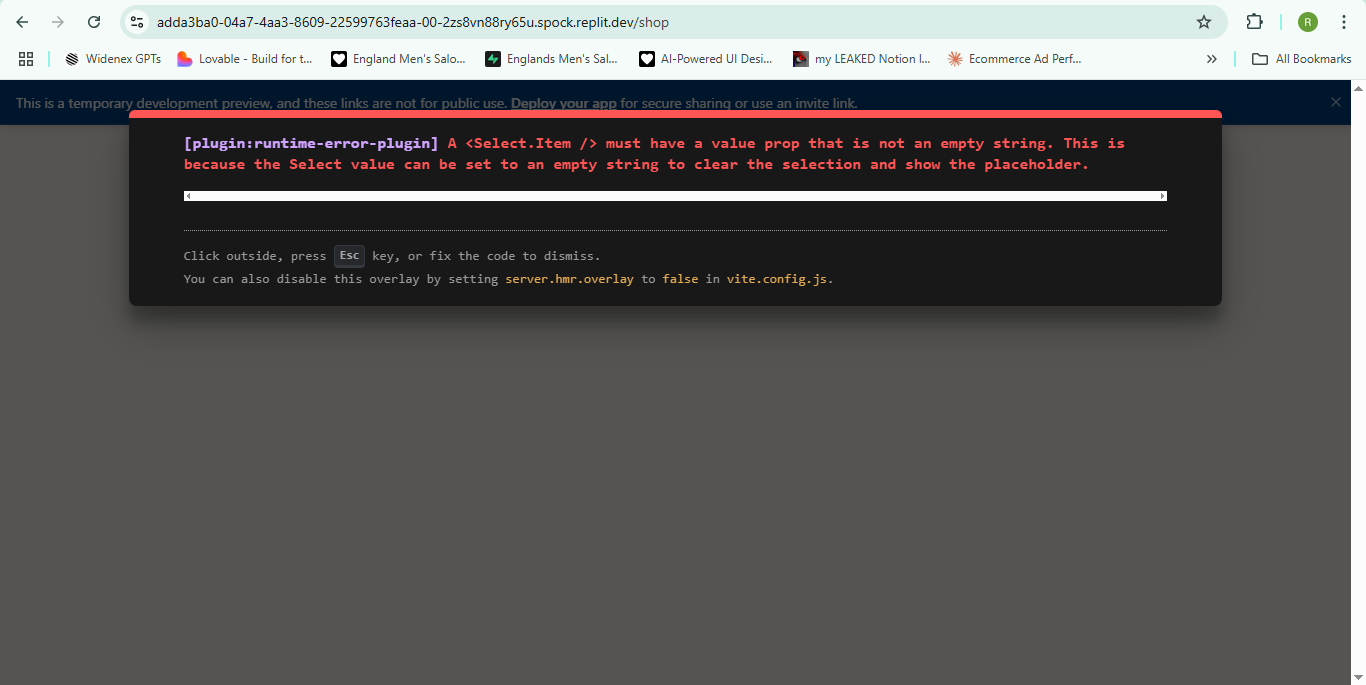 adda3ba0-04a7-4aa3-8609-22599763feaa-00-2zs8vn88ry65u.spock.replit.dev/shop
R
Widenex GPTs
Lovable - Build for t...
England Men's Salo...
Englands Men's Sal...
AI-Powered UI Desi...
my LEAKED Notion l...
Ecommerce Ad Perf...
All Bookmarks
This is a temporary development preview, and these links are not for public use. Deploy your app for secure sharing or use an invite link.
[plugin:runtime-error-plugin] A <Select.Item /> must have a value prop that is not an empty string. This is
because the Select value can be set to an empty string to clear the selection and show the placeholder.
Click outside, press Esc key, or fix the code to dismiss.
You can also disable this overlay by setting server.hmr.overlay to false in vite.config.js.